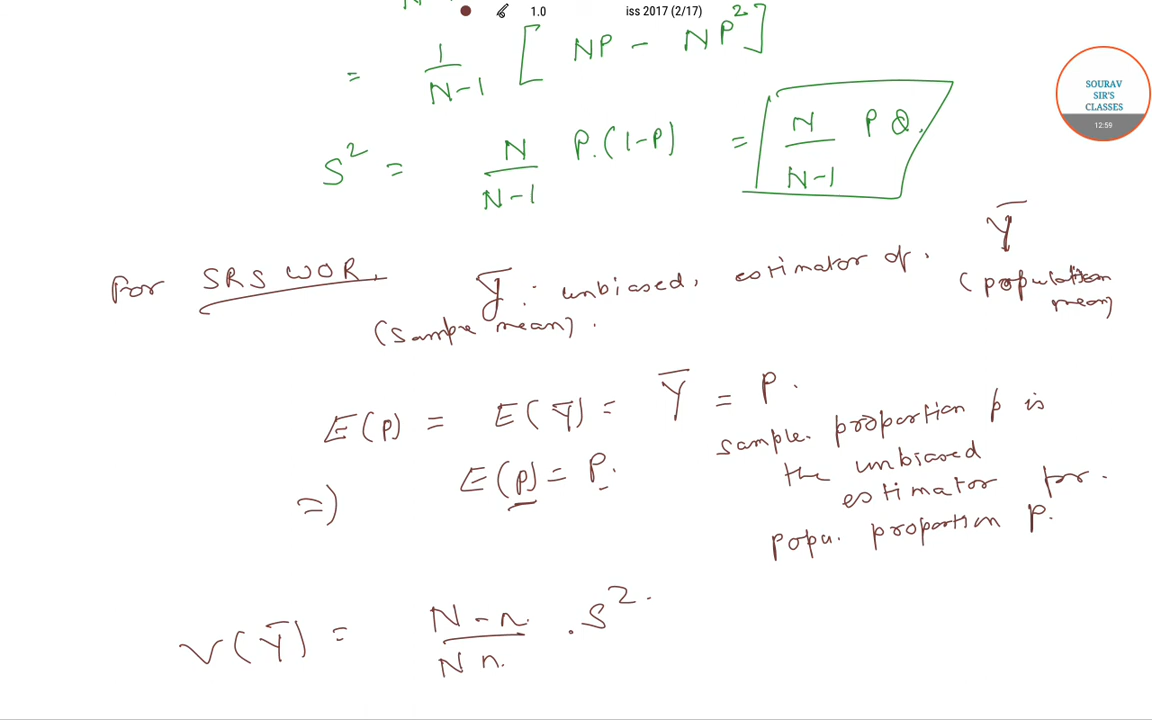 1.0 iss 2017 (2/17)
= 1/(N-1) [ NP - NP² ]
SOURAV
SIR'S
CLASSES
12:59
S² = N/(N-1) P.(1-P) = N/(N-1) PQ.
For SRSWOR. ȳ : unbiased, estimator of. Ȳ
(sample mean). (population
mean)
E(p) = E(ȳ) = Ȳ = P.
=) E(p) = P.
sample. proportion p is
the unbiased
estimator for.
popu. proportion P.
V(ȳ) = (N-n)/(Nn) . S².